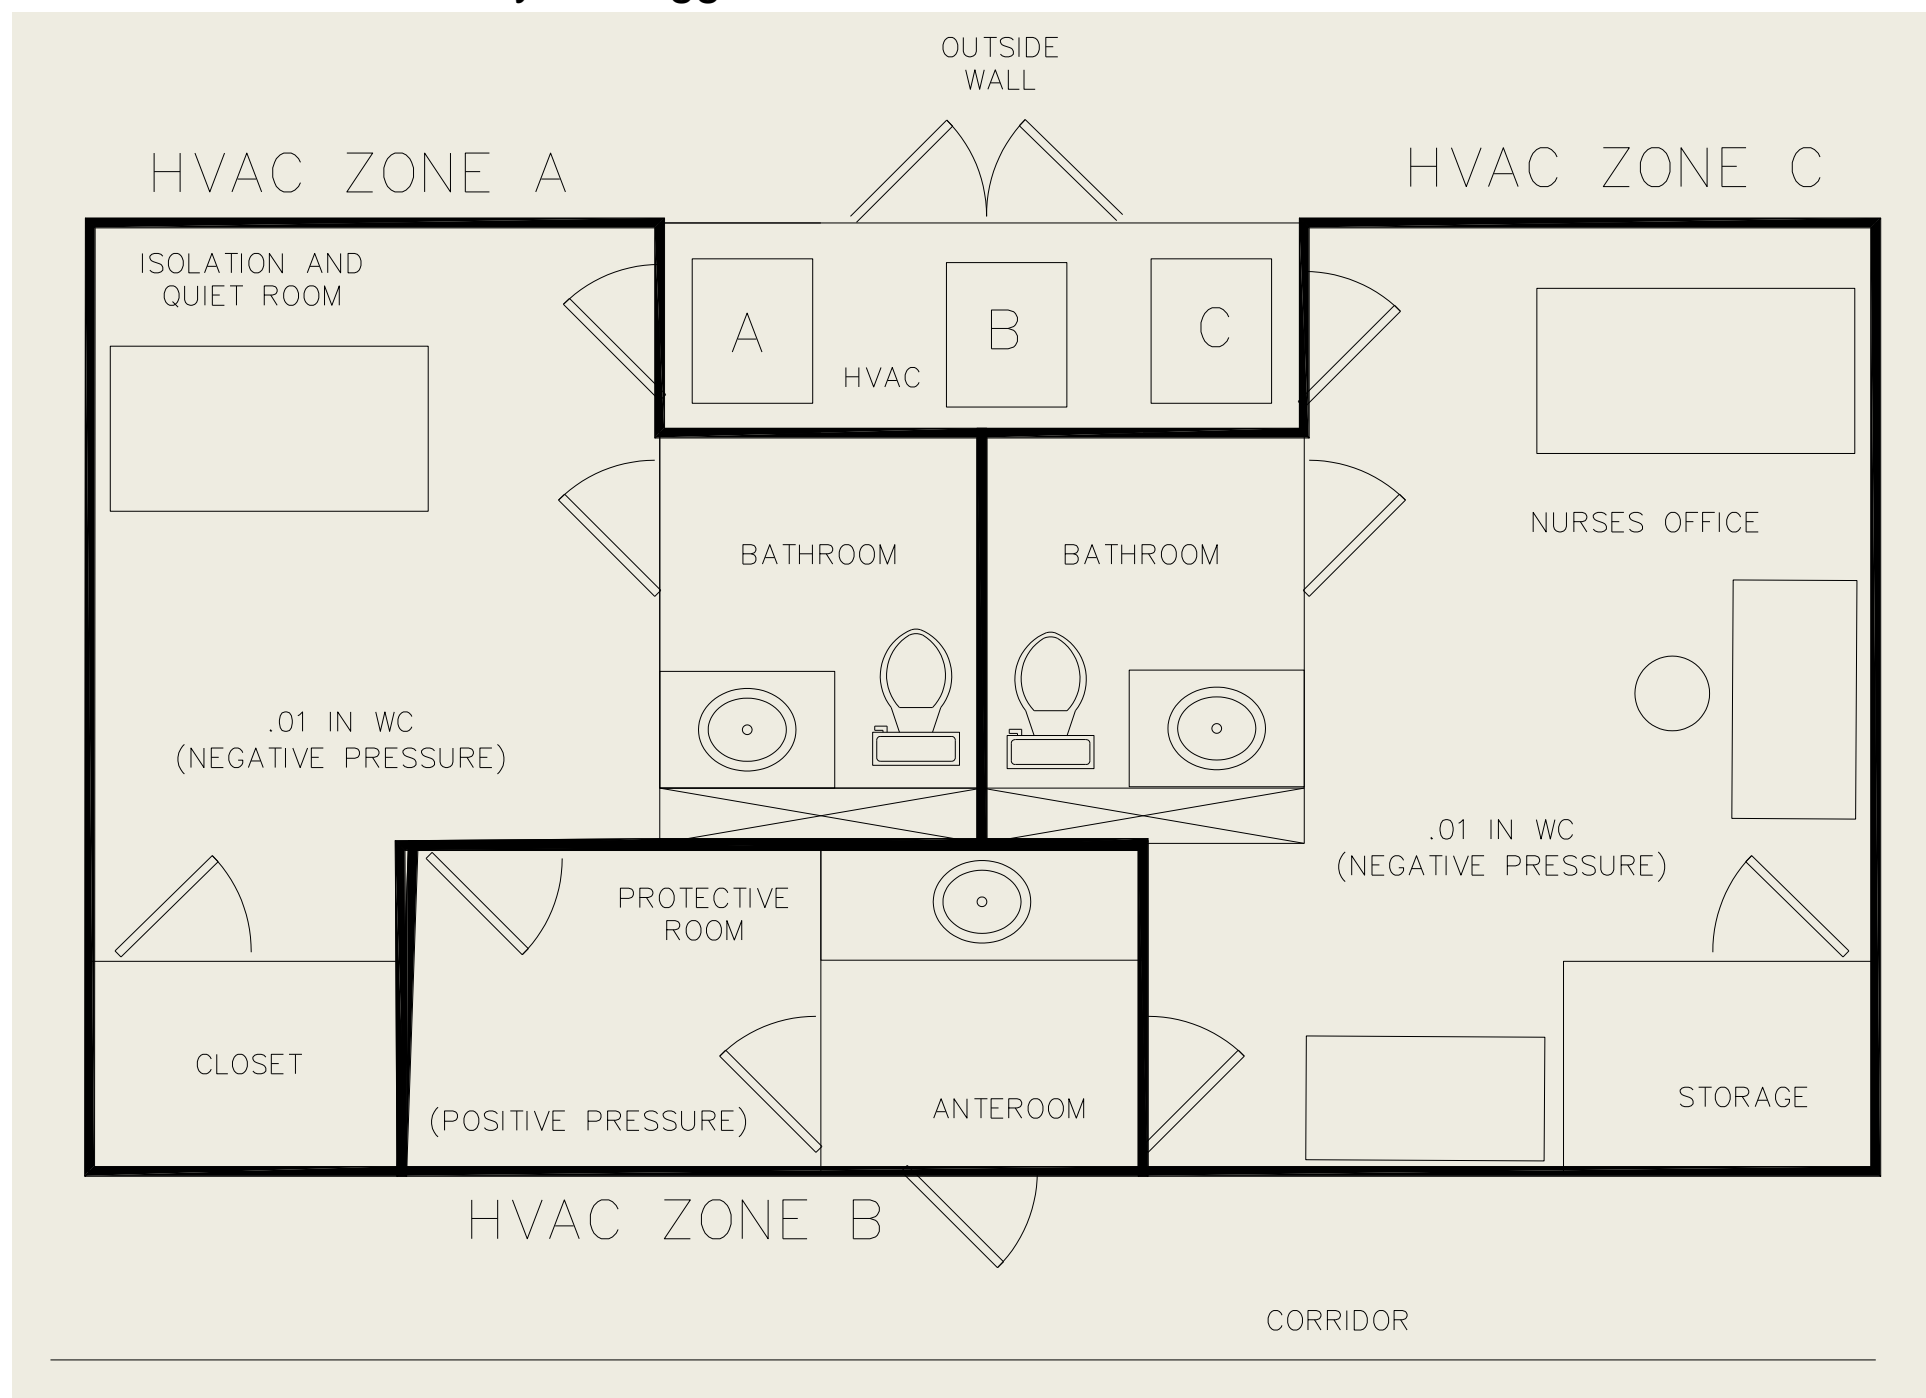 OUTSIDE
WALL
HVAC ZONE A
HVAC ZONE C
ISOLATION AND
QUIET ROOM
A
B
C
HVAC
NURSES OFFICE
BATHROOM
BATHROOM
.01 IN WC
(NEGATIVE PRESSURE)
.01 IN WC
(NEGATIVE PRESSURE)
PROTECTIVE
ROOM
CLOSET
(POSITIVE PRESSURE)
ANTEROOM
STORAGE
HVAC ZONE B
CORRIDOR